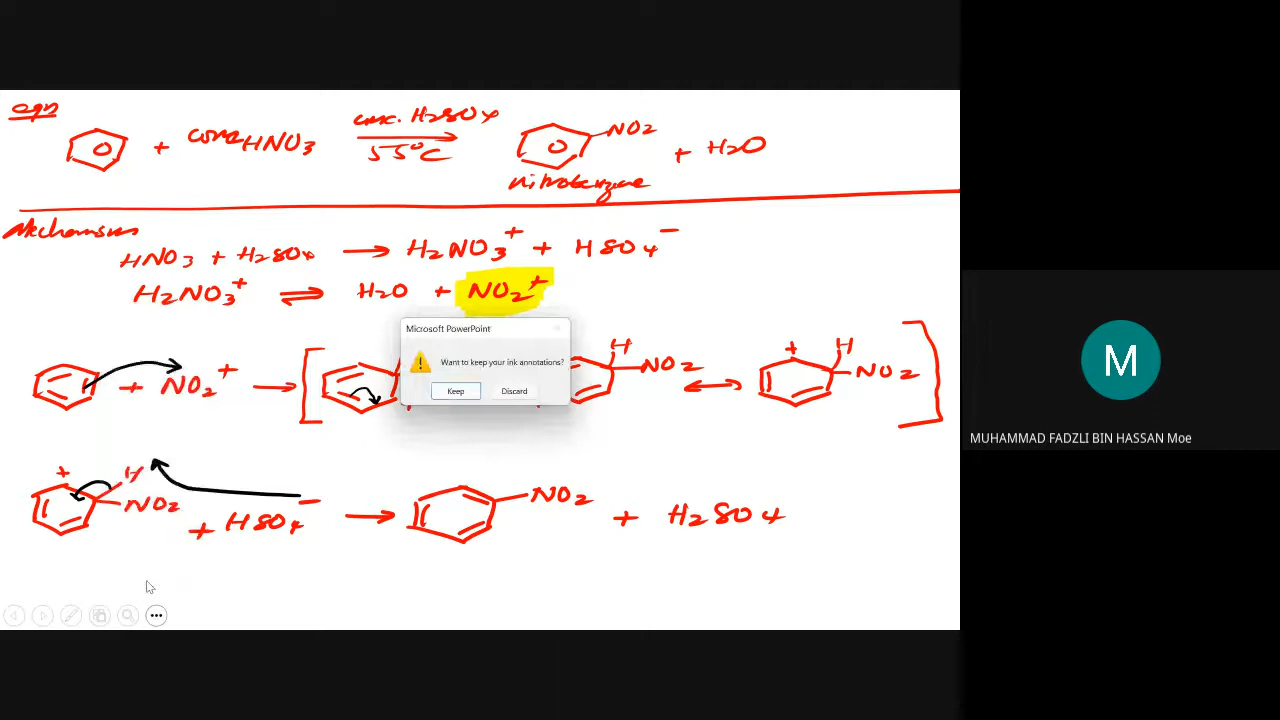 eqn
+ conc HNO3 conc. H2SO4 55°C NO2 + H2O
nitrobenzene
Mechanism
HNO3 + H2SO4 → H2NO3+ + HSO4−
H2NO3+ ⇌ H2O + NO2+
Microsoft PowerPoint
Want to keep your ink annotations?
Keep Discard
+ NO2+ → [ H NO2 ↔ + H NO2 ]
+ H NO2 + HSO4− → NO2 + H2SO4
M
MUHAMMAD FADZLI BIN HASSAN Moe